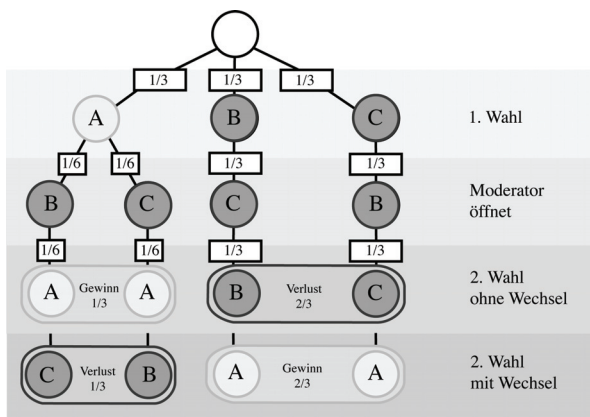 1/3 1/3 1/3
A B C 1. Wahl
1/6 1/6 1/3 1/3
B C C B Moderator
öffnet
1/6 1/6 1/3 1/3
A Gewinn A B Verlust C 2. Wahl
1/3 2/3 ohne Wechsel
C Verlust B A Gewinn A 2. Wahl
1/3 2/3 mit Wechsel